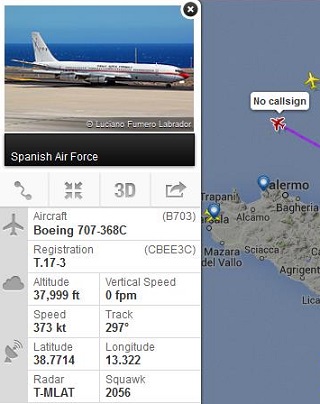 © Luciano Fumero Labrador
Spanish Air Force
3D
Aircraft (B703)
Boeing 707-368C
Registration (CBEE3C)
T.17-3
Altitude Vertical Speed
37,999 ft 0 fpm
Speed Track
373 kt 297°
Latitude Longitude
38.7714 13.322
Radar Squawk
T-MLAT 2056
No callsign
Trapani
alermo
Bagheria
Alcamo
arsala
Mazara
del Vallo
Sciacca
Agrigent
Lica